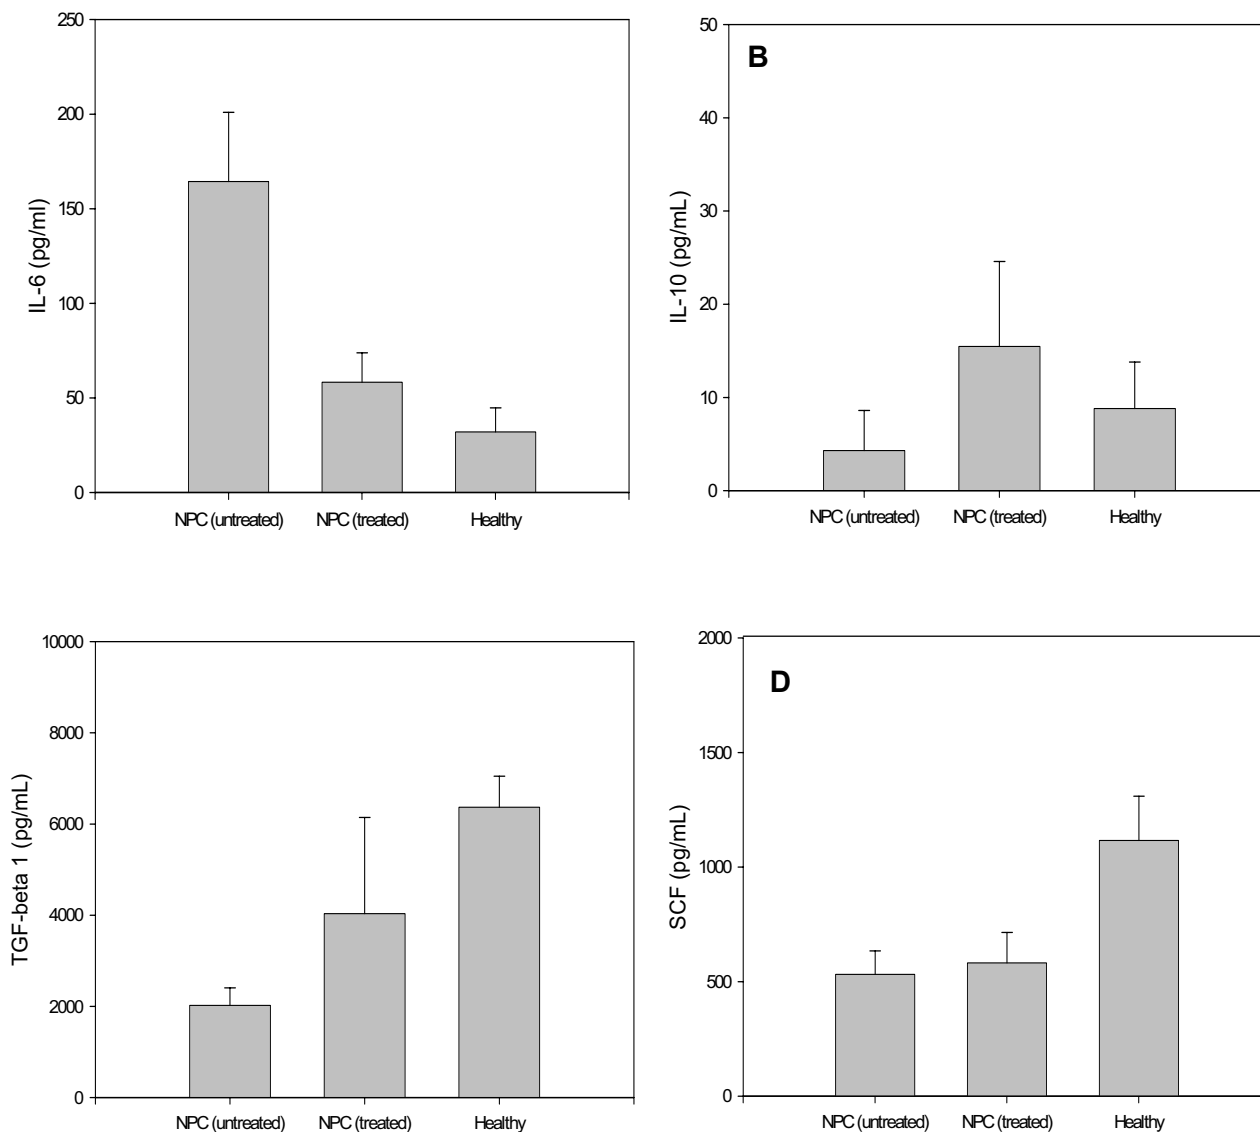 250
200
150
100
50
0
IL-6 (pg/ml)
NPC (untreated) NPC (treated) Healthy
B
50
40
30
20
10
0
IL-10 (pg/mL)
NPC (untreated) NPC (treated) Healthy
10000
8000
6000
4000
2000
0
TGF-beta 1 (pg/mL)
NPC (untreated) NPC (treated) Healthy
D
2000
1500
1000
500
0
SCF (pg/mL)
NPC (untreated) NPC (treated) Healthy